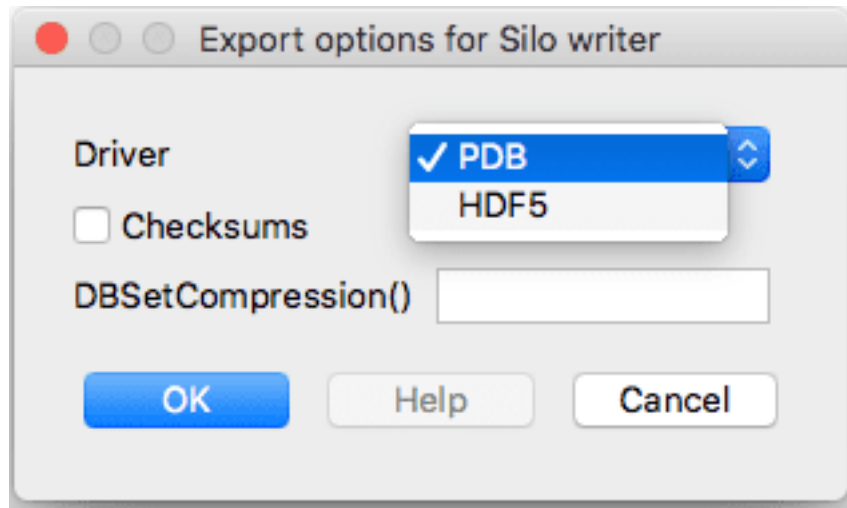 Export options for Silo writer
Driver
✓ PDB
HDF5
Checksums
DBSetCompression()
OK
Help
Cancel